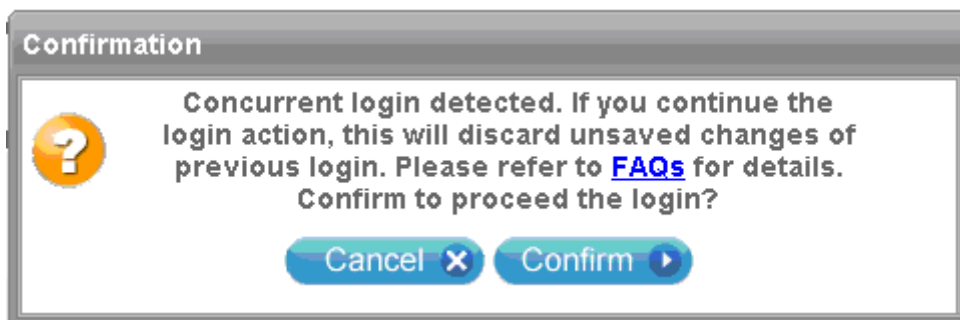 Confirmation
Concurrent login detected. If you continue the
login action, this will discard unsaved changes of
previous login. Please refer to FAQs for details.
Confirm to proceed the login?
Cancel Confirm